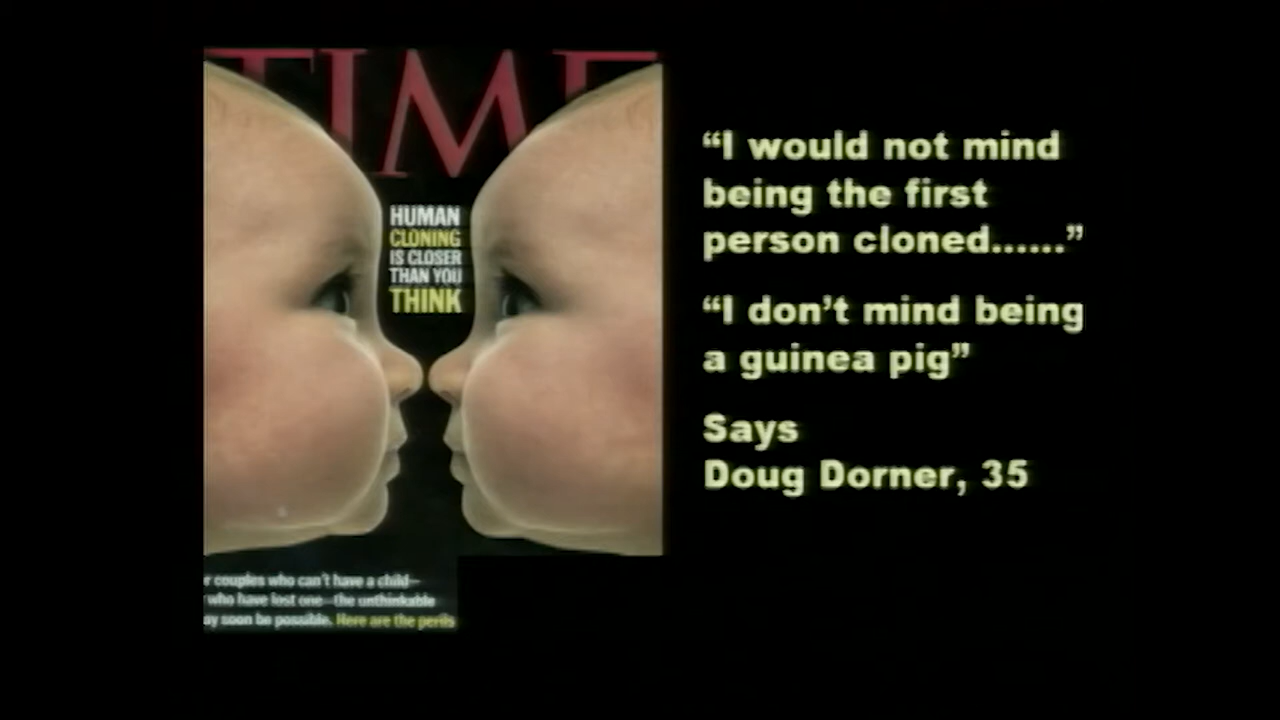 TIME
HUMAN
CLONING
IS CLOSER
THAN YOU
THINK
r couples who can't have a child—
who have lost one—the unthinkable
ay soon be possible. Here are the perils
“I would not mind
being the first
person cloned......”
“I don’t mind being
a guinea pig”
Says
Doug Dorner, 35